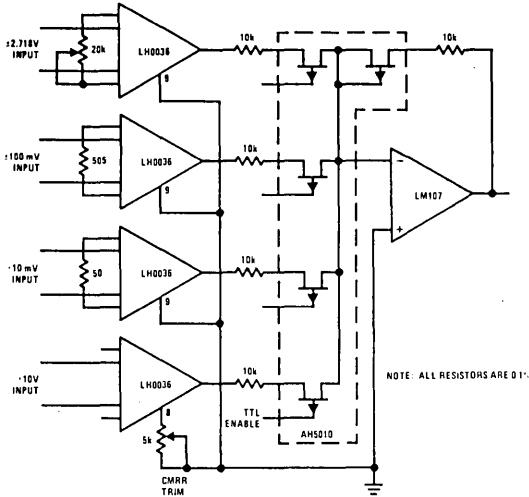 ±2.718V
INPUT
20k
LH0036
9
10k
10k
±100 mV
INPUT
505
LH0036
9
10k
LM107
−
+
·10 mV
INPUT
50
LH0036
9
10k
·10V
INPUT
LH0036
8
10k
TTL
ENABLE
AH5010
5k
CMRR
TRIM
NOTE: ALL RESISTORS ARE 0.1%